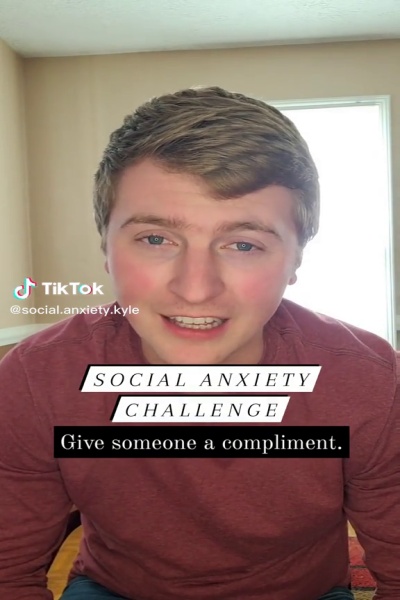 TikTok
@social.anxiety.kyle
SOCIAL ANXIETY
CHALLENGE
Give someone a compliment.